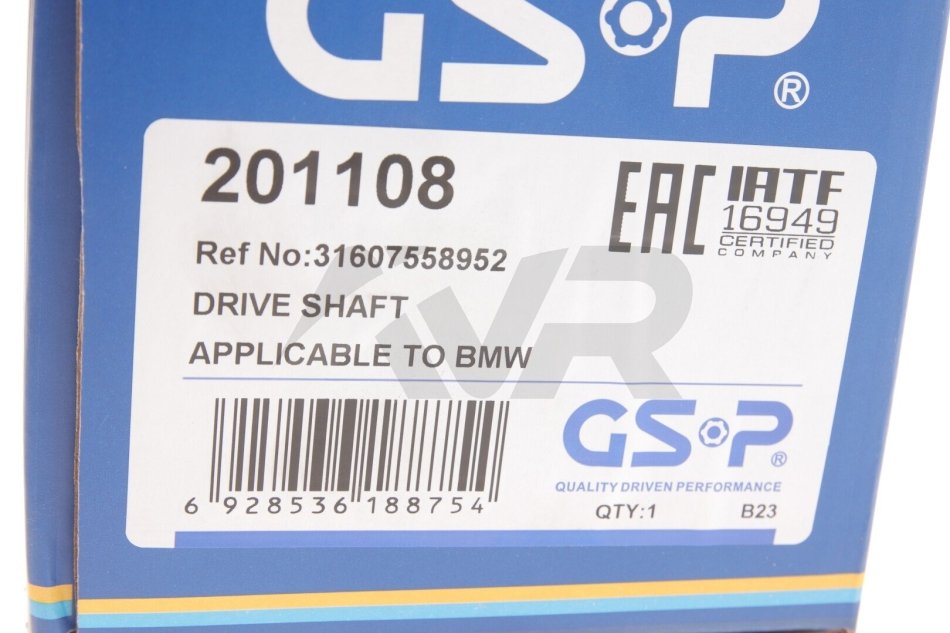 GSP®
201108
EAC
IATF
16949
CERTIFIED
COMPANY
Ref No:31607558952
DRIVE SHAFT
APPLICABLE TO BMW
VR
GSP®
QUALITY DRIVEN PERFORMANCE
6 928536 188754
QTY:1 B23